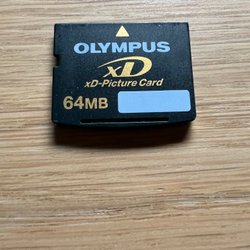 OLYMPUS
xD
xD-Picture Card
64MB